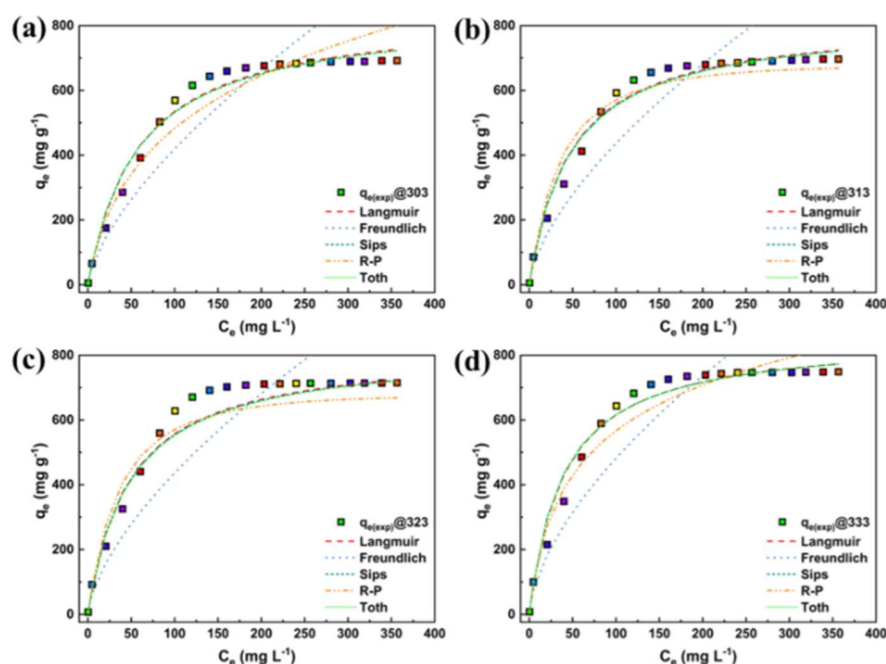 (a)
800
600
400
200
0
qₑ (mg g⁻¹)
qₑ₍ₑₓₚ₎@303
Langmuir
Freundlich
Sips
R-P
Toth
0 50 100 150 200 250 300 350 400
Cₑ (mg L⁻¹)
(b)
800
600
400
200
0
qₑ (mg g⁻¹)
qₑ₍ₑₓₚ₎@313
Langmuir
Freundlich
Sips
R-P
Toth
0 50 100 150 200 250 300 350 400
Cₑ (mg L⁻¹)
(c)
800
600
400
200
0
qₑ (mg g⁻¹)
qₑ₍ₑₓₚ₎@323
Langmuir
Freundlich
Sips
R-P
Toth
0 50 100 150 200 250 300 350 400
Cₑ (mg L⁻¹)
(d)
800
600
400
200
0
qₑ (mg g⁻¹)
qₑ₍ₑₓₚ₎@333
Langmuir
Freundlich
Sips
R-P
Toth
0 50 100 150 200 250 300 350 400
Cₑ (mg L⁻¹)